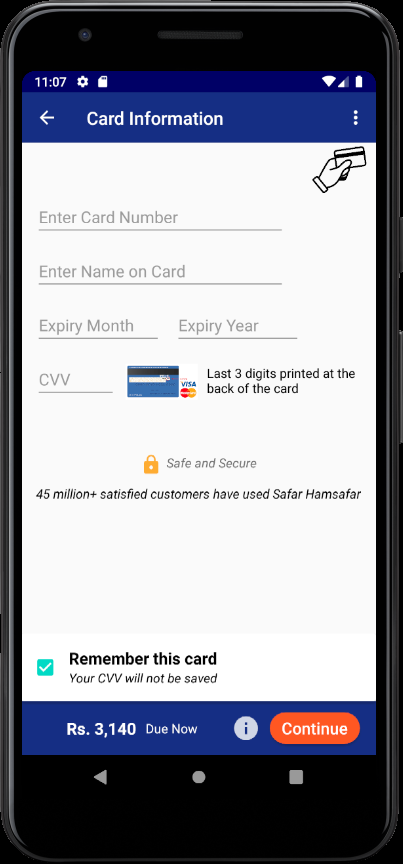 11:07
Card Information
Enter Card Number
Enter Name on Card
Expiry Month Expiry Year
CVV
VISA
Last 3 digits printed at the
back of the card
Safe and Secure
45 million+ satisfied customers have used Safar Hamsafar
Remember this card
Your CVV will not be saved
Rs. 3,140 Due Now i Continue